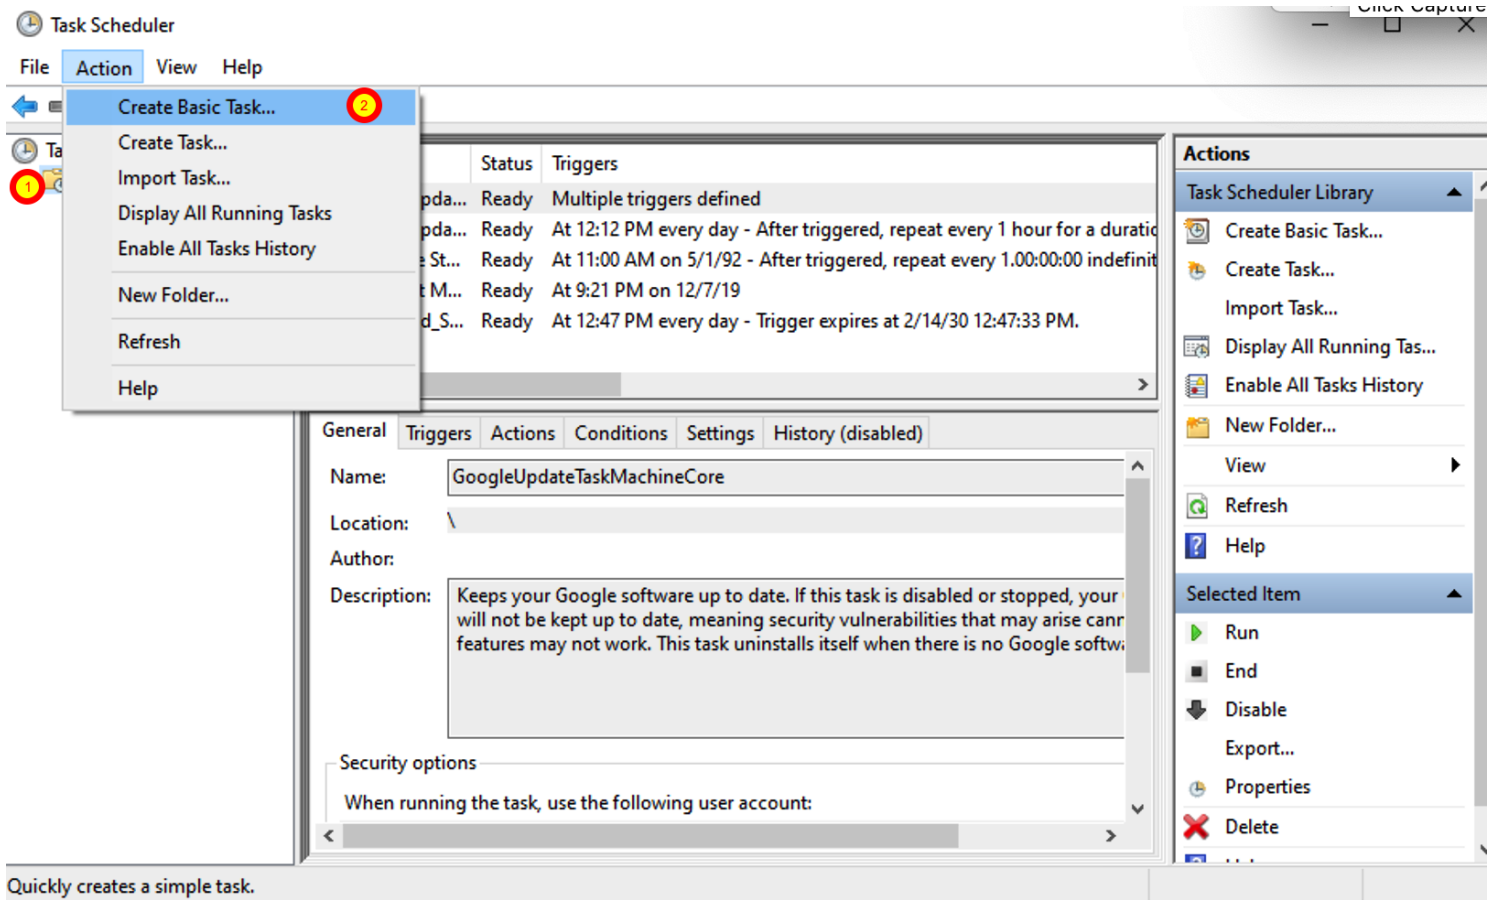 Task Scheduler
Click Capture
File Action View Help
Create Basic Task... 2
Create Task...
Import Task...
Display All Running Tasks
Enable All Tasks History
New Folder...
Refresh
Help
Ta
1
Status Triggers
pda... Ready Multiple triggers defined
pda... Ready At 12:12 PM every day - After triggered, repeat every 1 hour for a duratic
St... Ready At 11:00 AM on 5/1/92 - After triggered, repeat every 1.00:00:00 indefinit
t M... Ready At 9:21 PM on 12/7/19
d_S... Ready At 12:47 PM every day - Trigger expires at 2/14/30 12:47:33 PM.
General Triggers Actions Conditions Settings History (disabled)
Name: GoogleUpdateTaskMachineCore
Location: \
Author:
Description: Keeps your Google software up to date. If this task is disabled or stopped, your
will not be kept up to date, meaning security vulnerabilities that may arise canr
features may not work. This task uninstalls itself when there is no Google softwa
Security options
When running the task, use the following user account:
Actions
Task Scheduler Library
Create Basic Task...
Create Task...
Import Task...
Display All Running Tas...
Enable All Tasks History
New Folder...
View
Refresh
Help
Selected Item
Run
End
Disable
Export...
Properties
Delete
Quickly creates a simple task.